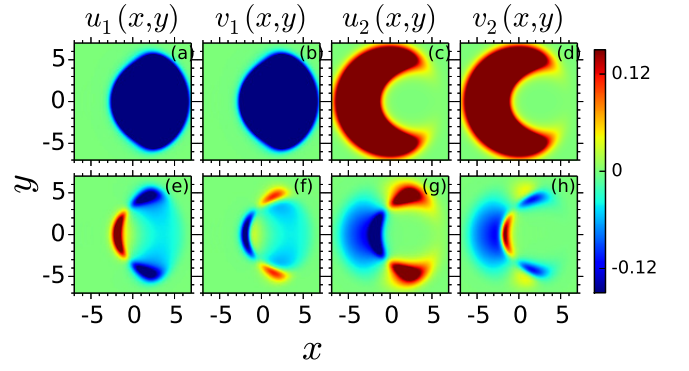 u₁(x,y) v₁(x,y) u₂(x,y) v₂(x,y)
5 (a) (b) (c) (d) 0.12
0
-5
0
5 (e) (f) (g) (h)
0
-5 -0.12
-5 0 5 -5 0 5 -5 0 5 -5 0 5
y
x